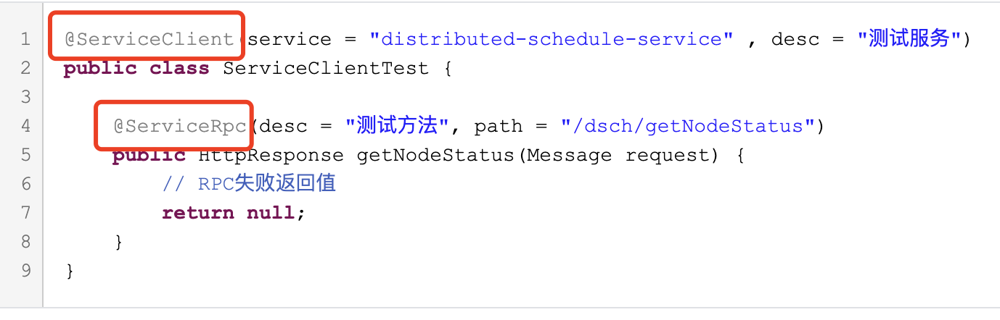 1 @ServiceClient(service = "distributed-schedule-service" , desc = "测试服务")
2 public class ServiceClientTest {
3
4 @ServiceRpc(desc = "测试方法", path = "/dsch/getNodeStatus")
5 public HttpResponse getNodeStatus(Message request) {
6 // RPC失败返回值
7 return null;
8 }
9 }